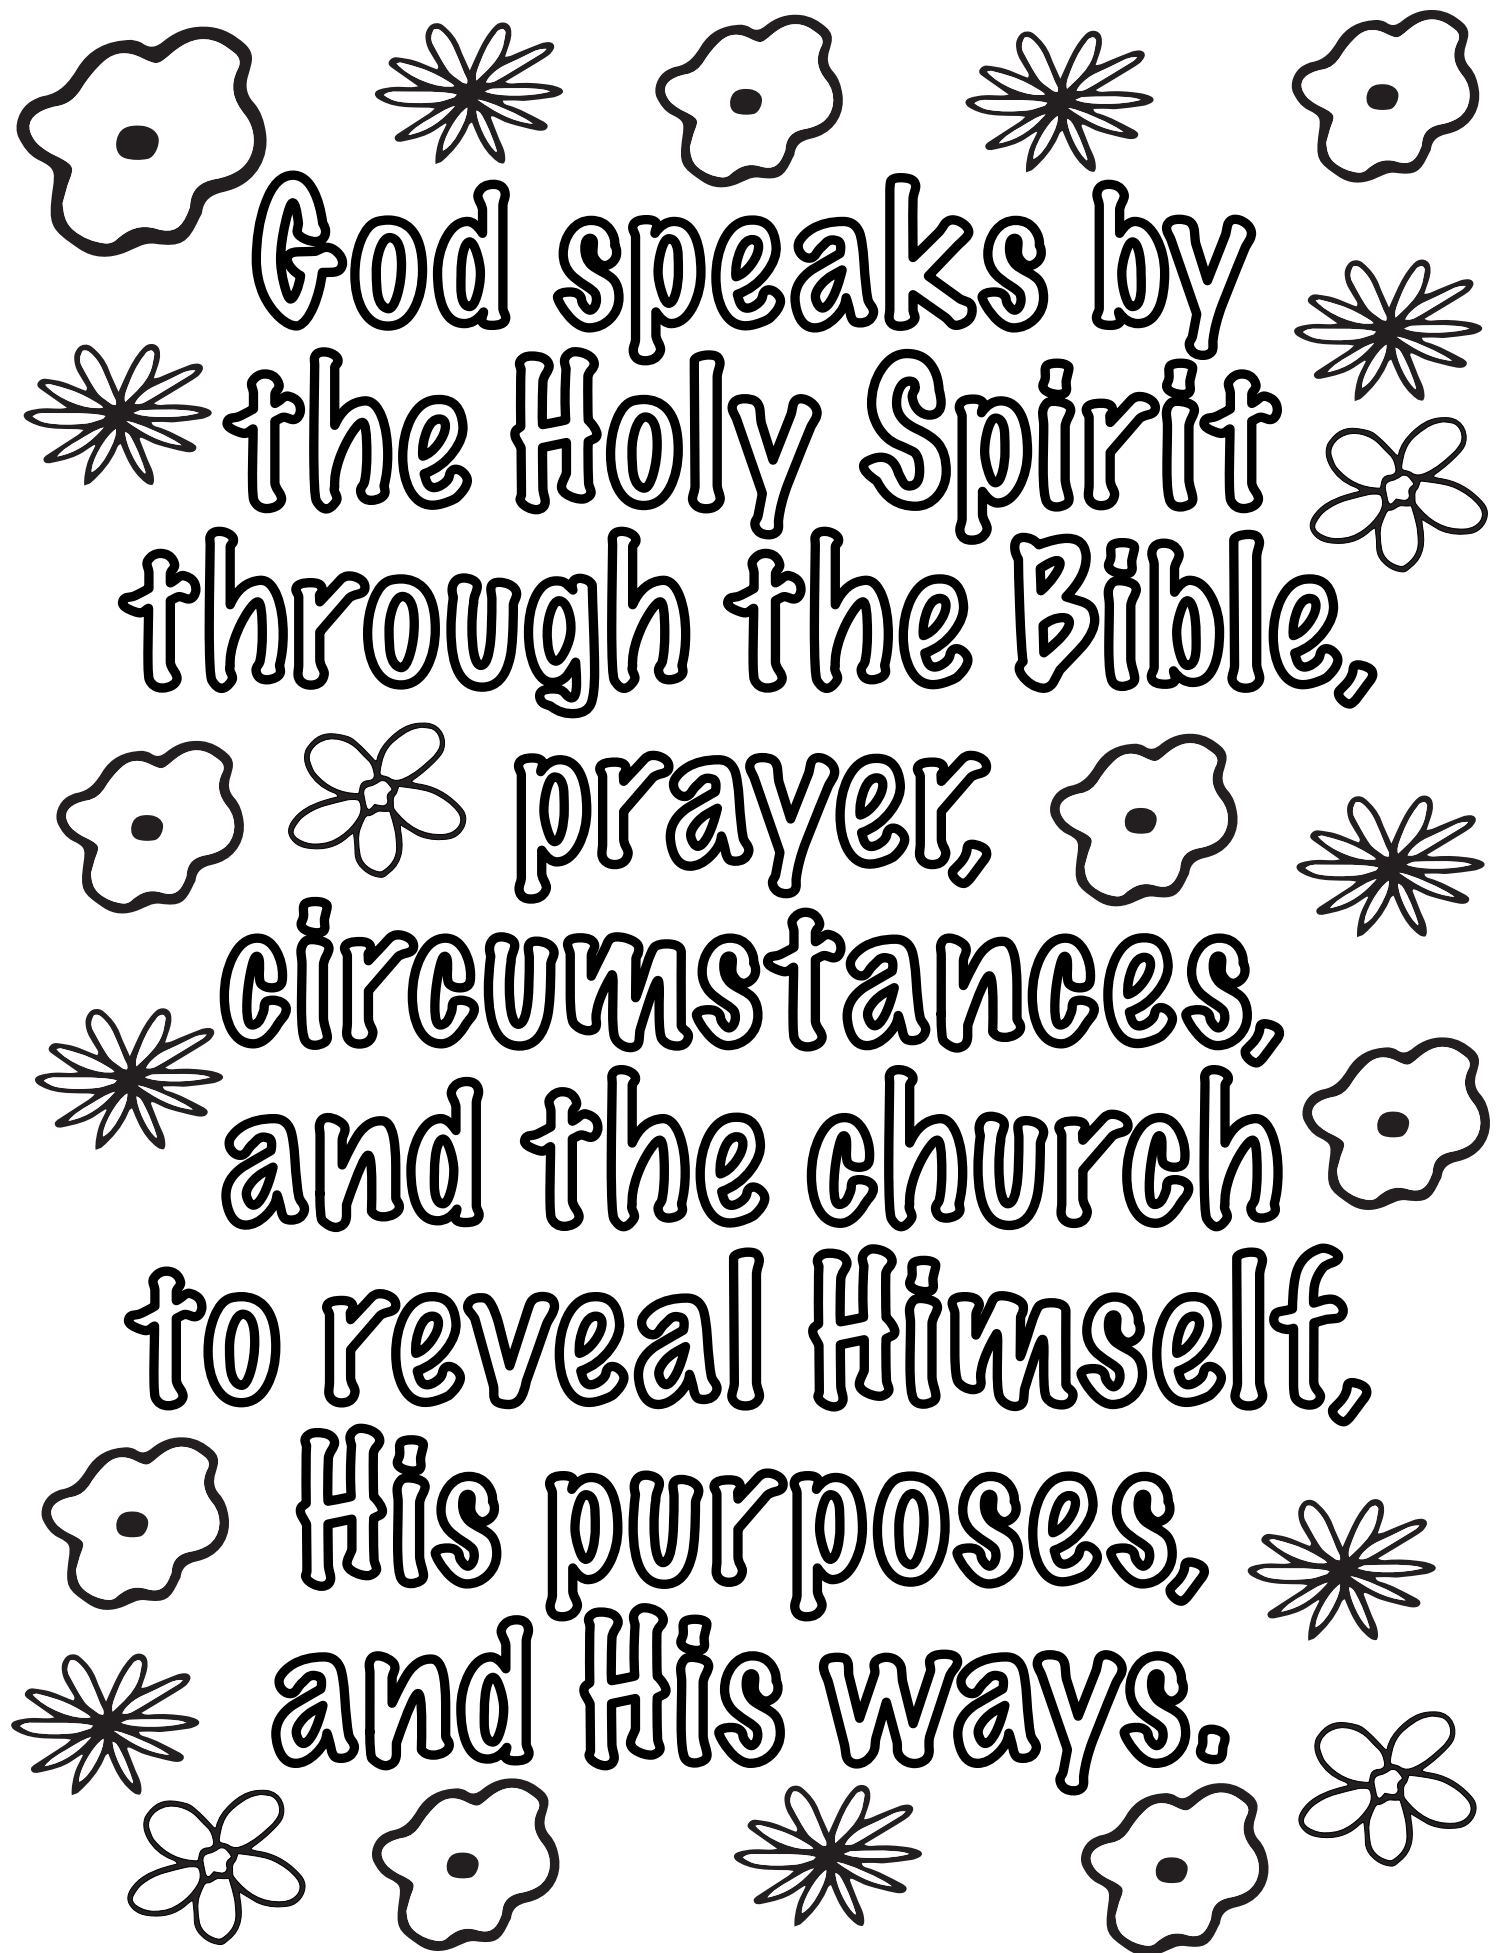 God speaks by
the Holy Spirit
through the Bible,
prayer,
circumstances,
and the church
to reveal Himself,
His purposes,
and His ways.